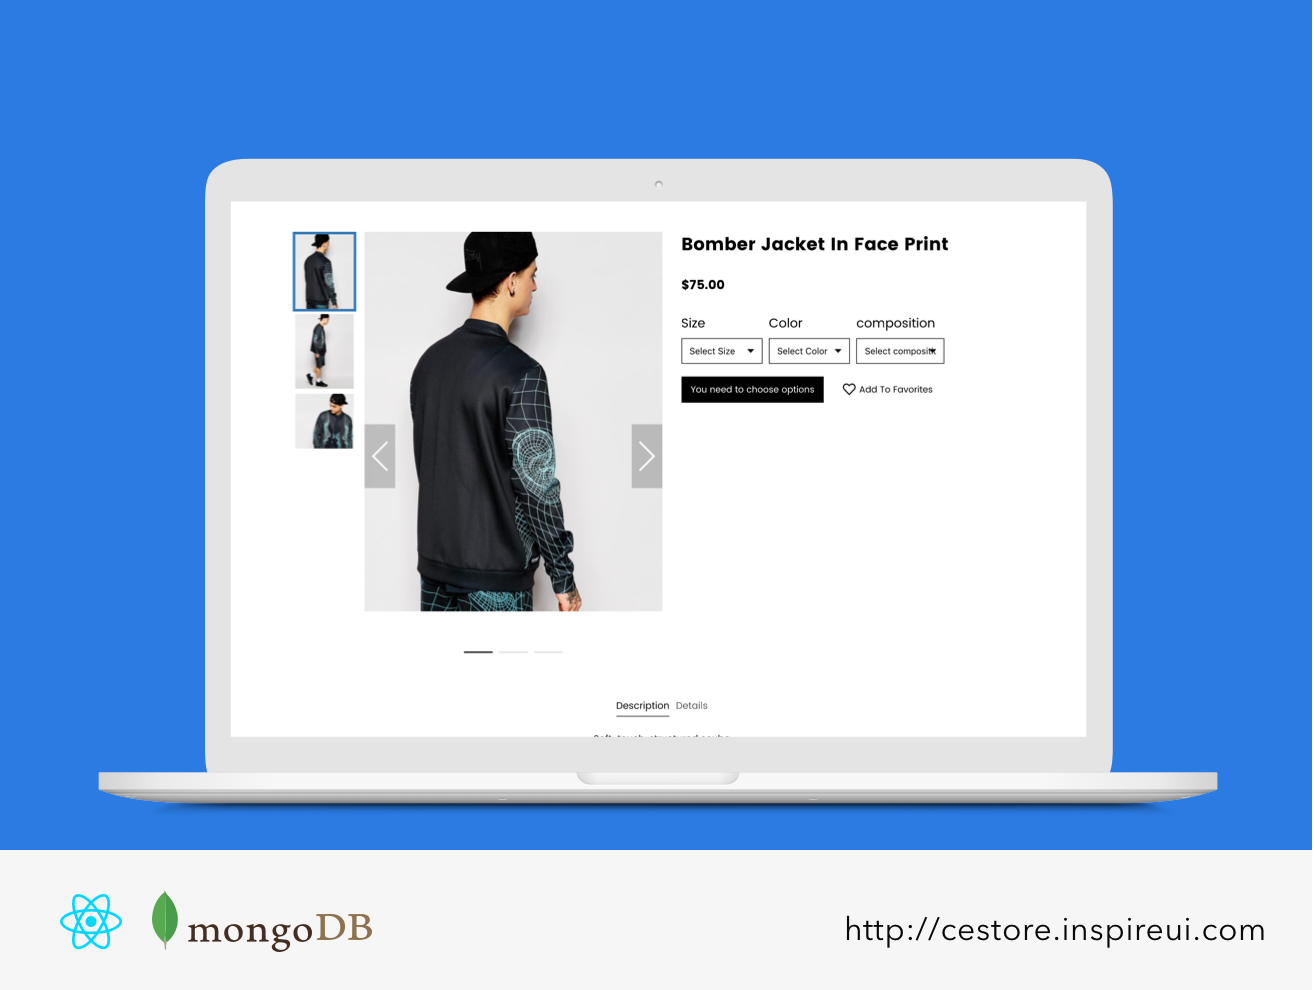 Bomber Jacket In Face Print
$75.00
Size Color composition
Select Size Select Color Select composit
You need to choose options Add To Favorites
Description Details
mongoDB
http://cestore.inspireui.com